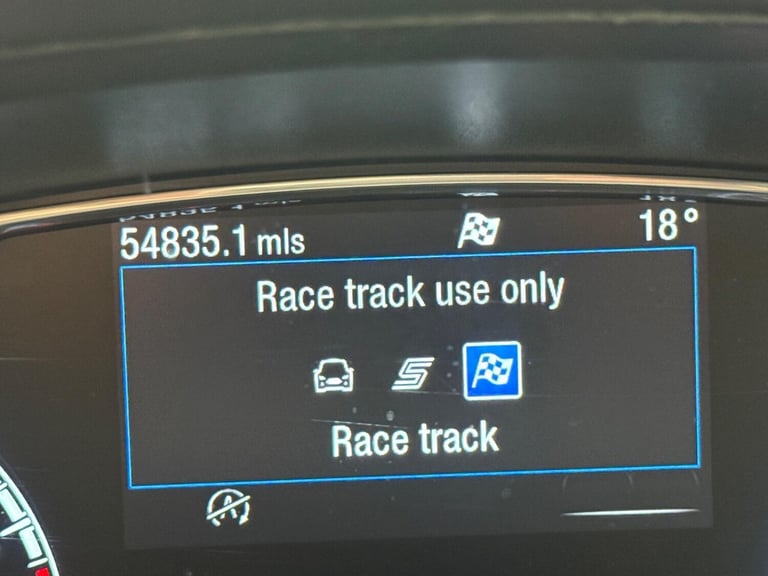 54835.1 mls
18°
Race track use only
S
Race track
A